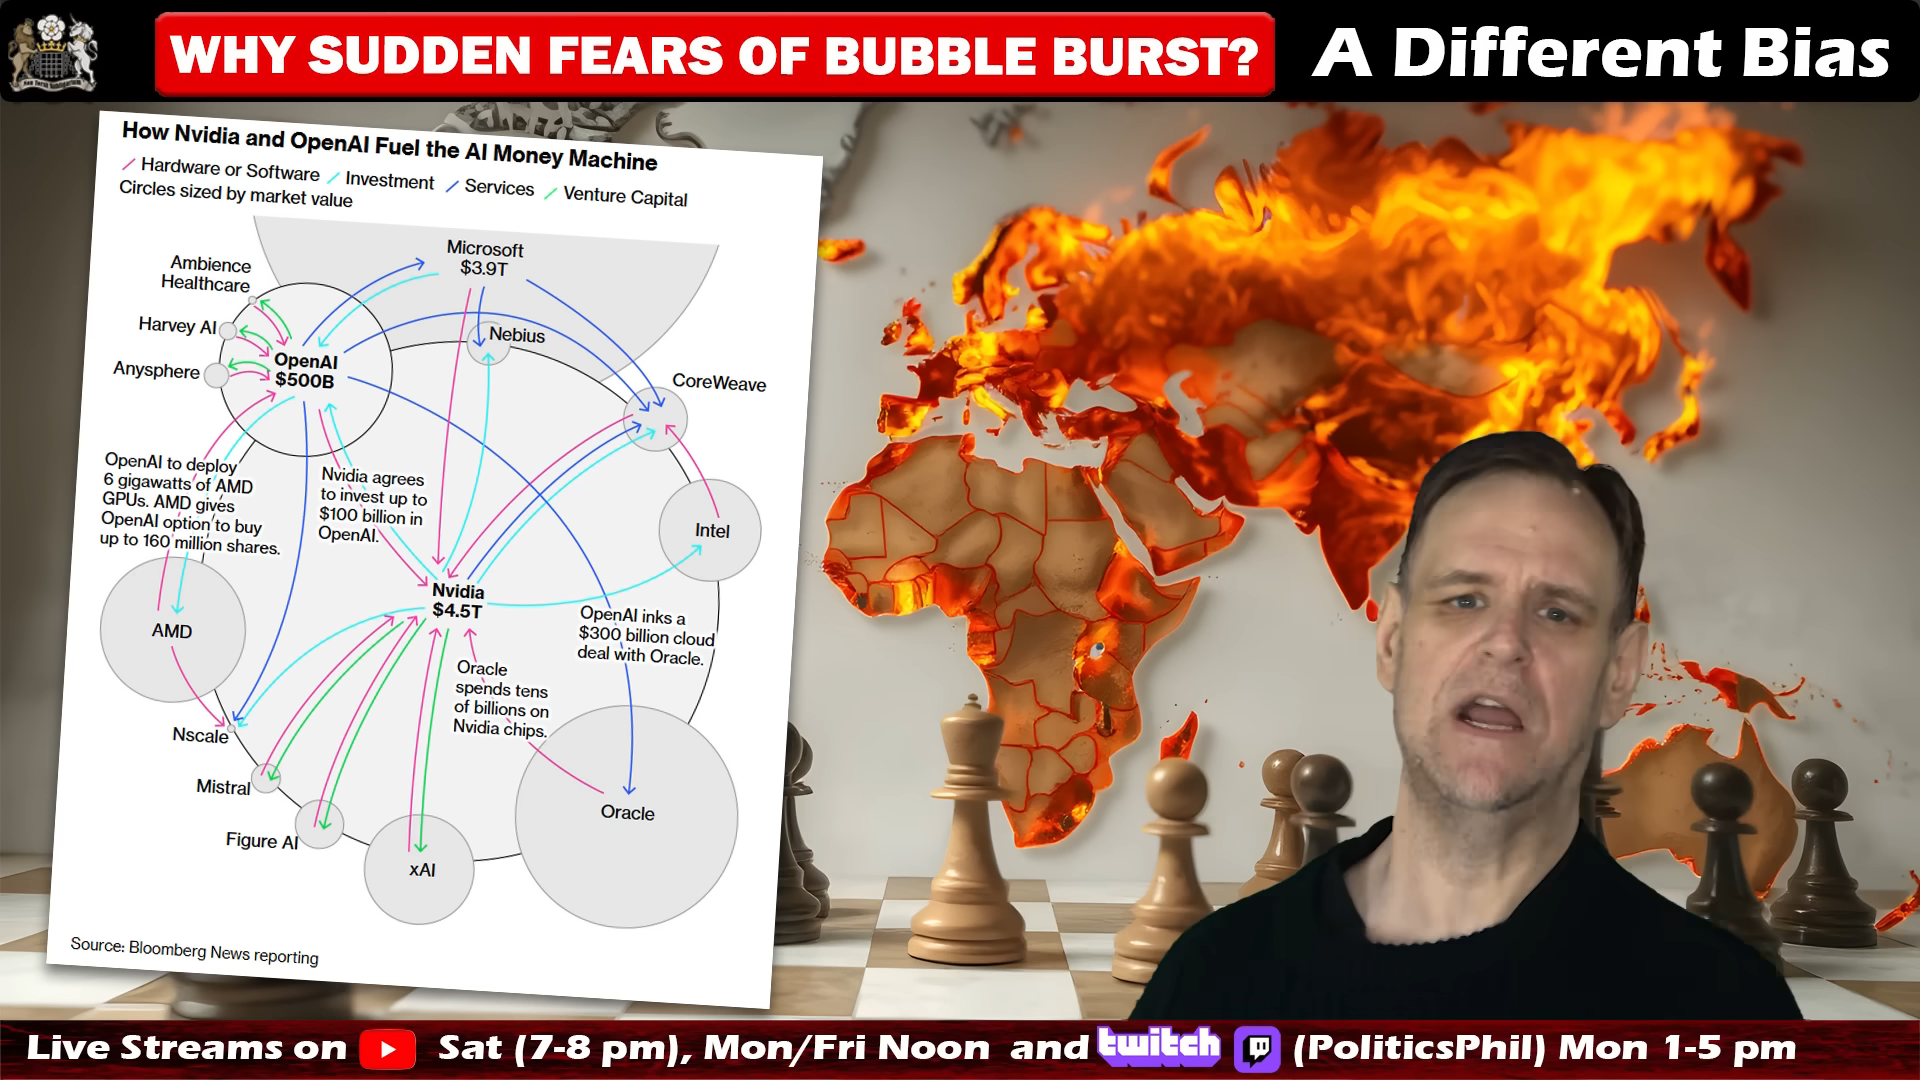 WHY SUDDEN FEARS OF BUBBLE BURST?
A Different Bias
How Nvidia and OpenAI Fuel the AI Money Machine
Hardware or Software Investment Services Venture Capital
Circles sized by market value
Microsoft
$3.9T
Ambience
Healthcare
Harvey AI
Anysphere
OpenAI
$500B
Nebius
CoreWeave
OpenAI to deploy
6 gigawatts of AMD
GPUs. AMD gives
OpenAI option to buy
up to 160 million shares.
Nvidia agrees
to invest up to
$100 billion in
OpenAI.
Intel
Nvidia
$4.5T
AMD
OpenAI inks a
$300 billion cloud
deal with Oracle.
Oracle
spends tens
of billions on
Nvidia chips.
Nscale
Mistral
Figure AI
xAI
Oracle
Source: Bloomberg News reporting
Live Streams on Sat (7-8 pm), Mon/Fri Noon and twitch (PoliticsPhil) Mon 1-5 pm